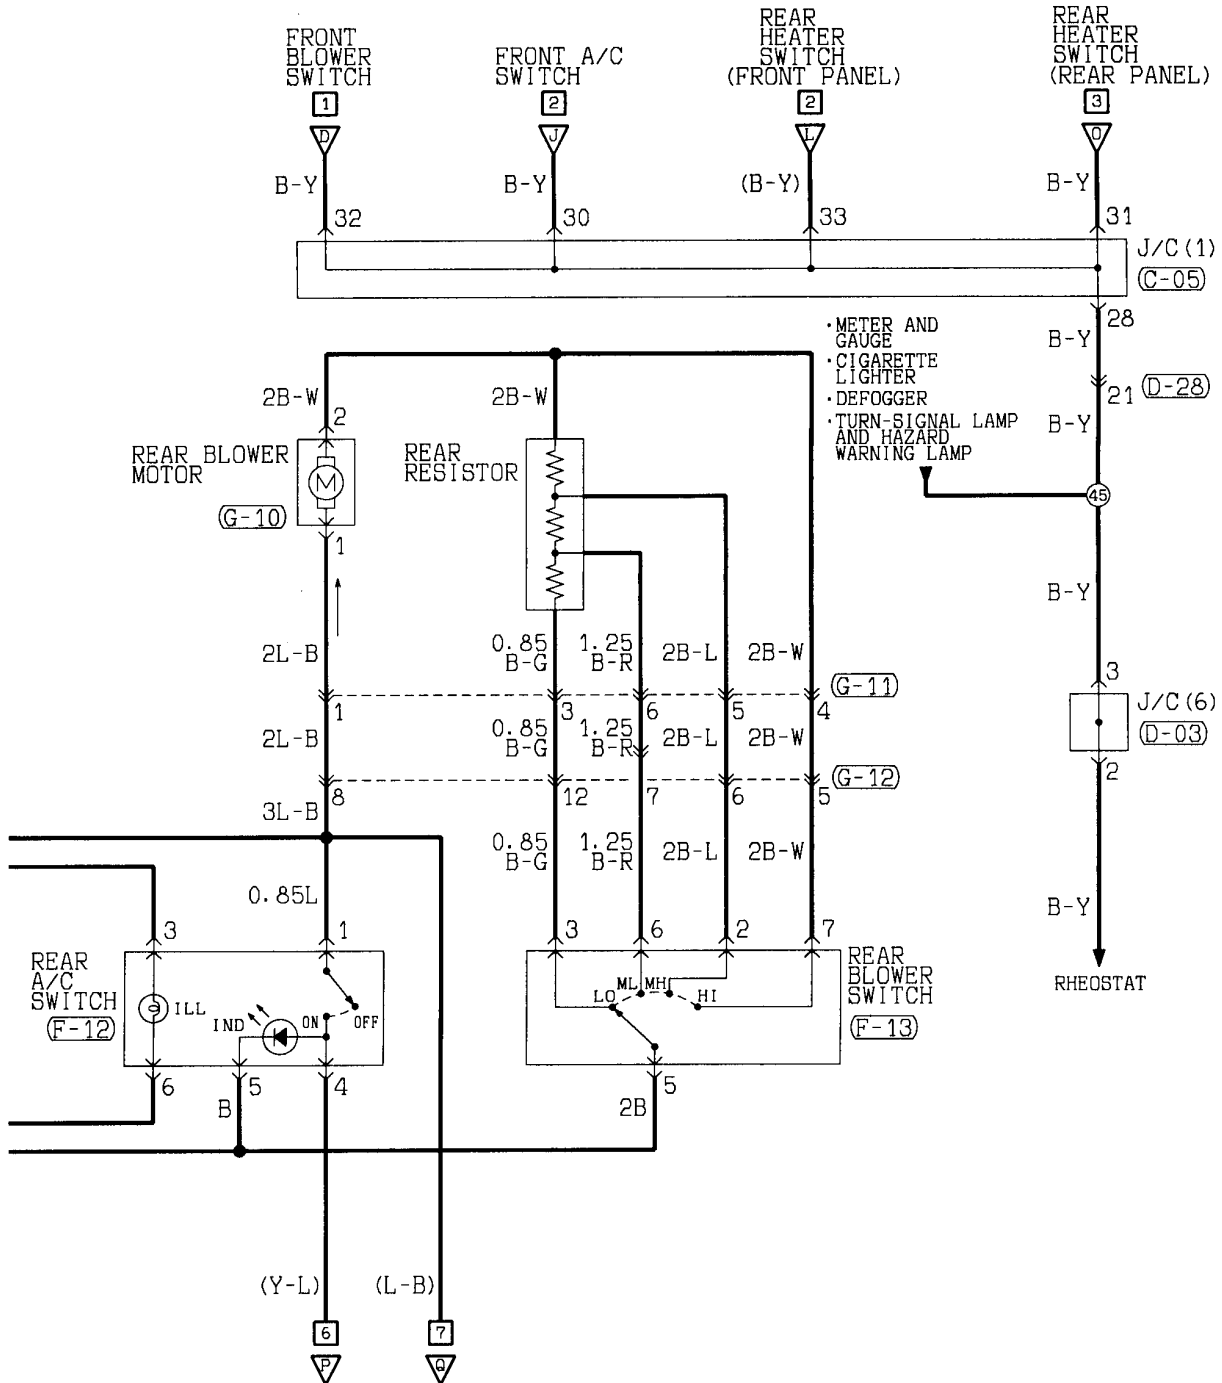 FRONT
BLOWER
SWITCH
1
D
FRONT A/C
SWITCH
2
J
REAR
HEATER
SWITCH
(FRONT PANEL)
2
L
REAR
HEATER
SWITCH
(REAR PANEL)
3
O
B-Y
B-Y
(B-Y)
B-Y
32
30
33
31
J/C(1)
C-05
28
B-Y
21
D-28
B-Y
·METER AND
GAUGE
·CIGARETTE
LIGHTER
·DEFOGGER
·TURN-SIGNAL LAMP
AND HAZARD
WARNING LAMP
45
2B-W
2B-W
2
REAR BLOWER
MOTOR
M
G-10
1
REAR
RESISTOR
B-Y
2L-B
0.85
B-G
1.25
B-R
2B-L
2B-W
3
G-11
1
3
6
5
4
J/C(6)
D-03
2L-B
0.85
B-G
1.25
B-R
2B-L
2B-W
2
G-12
8
12
7
6
5
3L-B
0.85
B-G
1.25
B-R
2B-L
2B-W
0.85L
B-Y
3
1
3
6
2
7
REAR
A/C
SWITCH
F-12
ILL
IND
ON
OFF
LO
ML
MH
HI
REAR
BLOWER
SWITCH
F-13
RHEOSTAT
6
5
4
5
B
2B
(Y-L)
(L-B)
6
7
P
Q